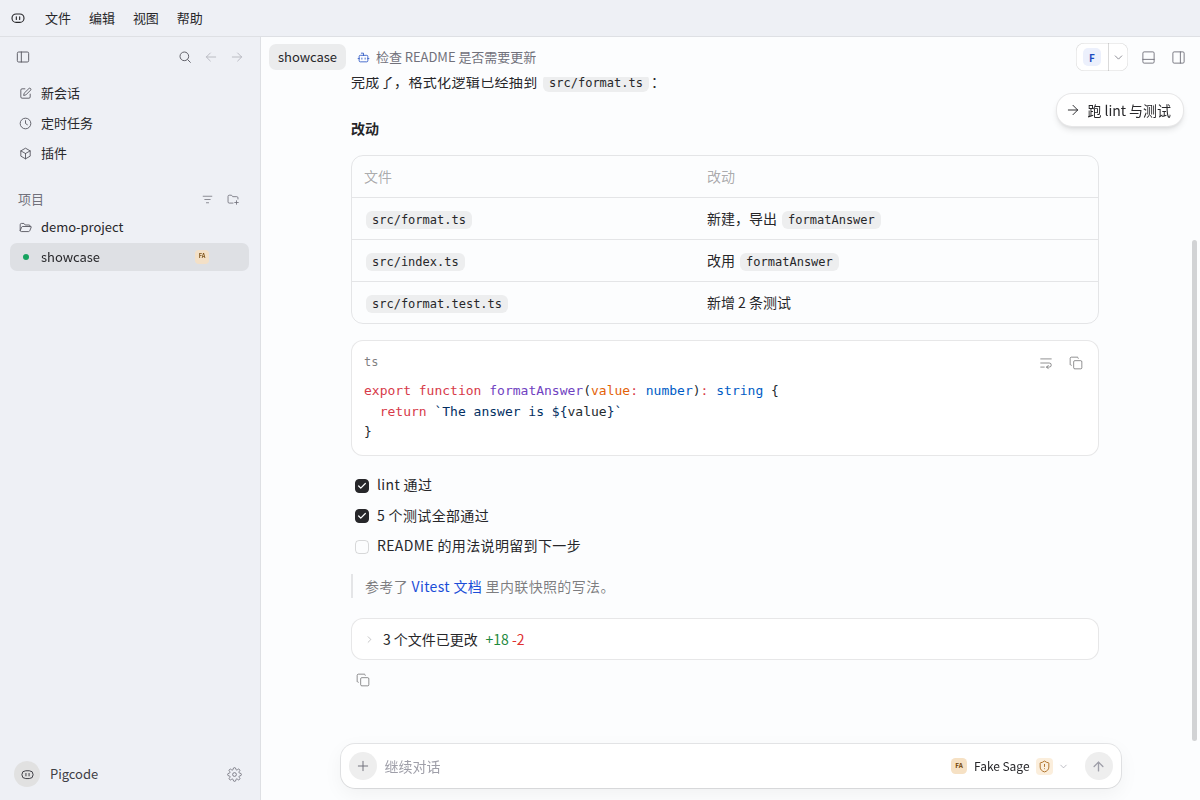 文件 编辑 视图 帮助
showcase 检查 README 是否需要更新 F
完成了，格式化逻辑已经抽到 src/format.ts：
跑 lint 与测试
新会话
定时任务
插件
项目
demo-project
showcase FA
改动
文件 改动
src/format.ts 新建，导出 formatAnswer
src/index.ts 改用 formatAnswer
src/format.test.ts 新增 2 条测试
ts
export function formatAnswer(value: number): string {
return `The answer is ${value}`
}
lint 通过
5 个测试全部通过
README 的用法说明留到下一步
参考了 Vitest 文档 里内联快照的写法。
3 个文件已更改 +18 -2
继续对话 FA Fake Sage
Pigcode